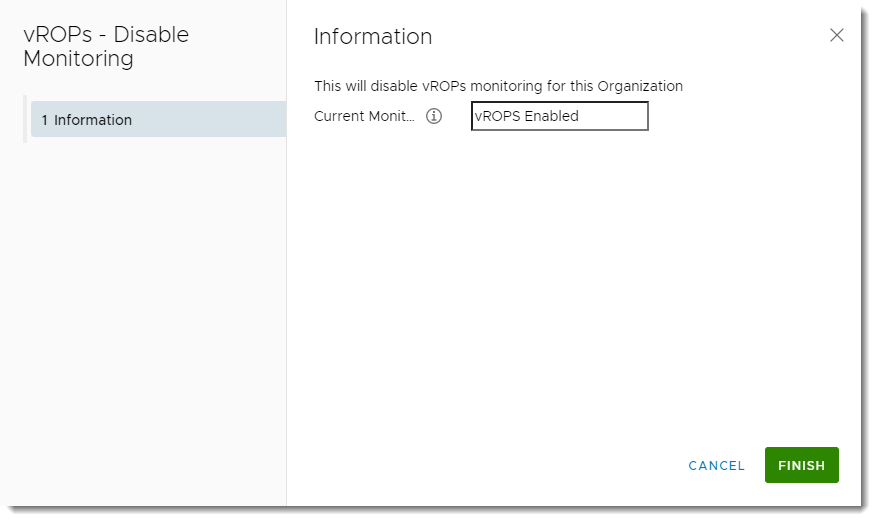 vROPs - Disable
Monitoring
1 Information
Information
This will disable vROPs monitoring for this Organization
Current Monit...
vROPS Enabled
CANCEL
FINISH